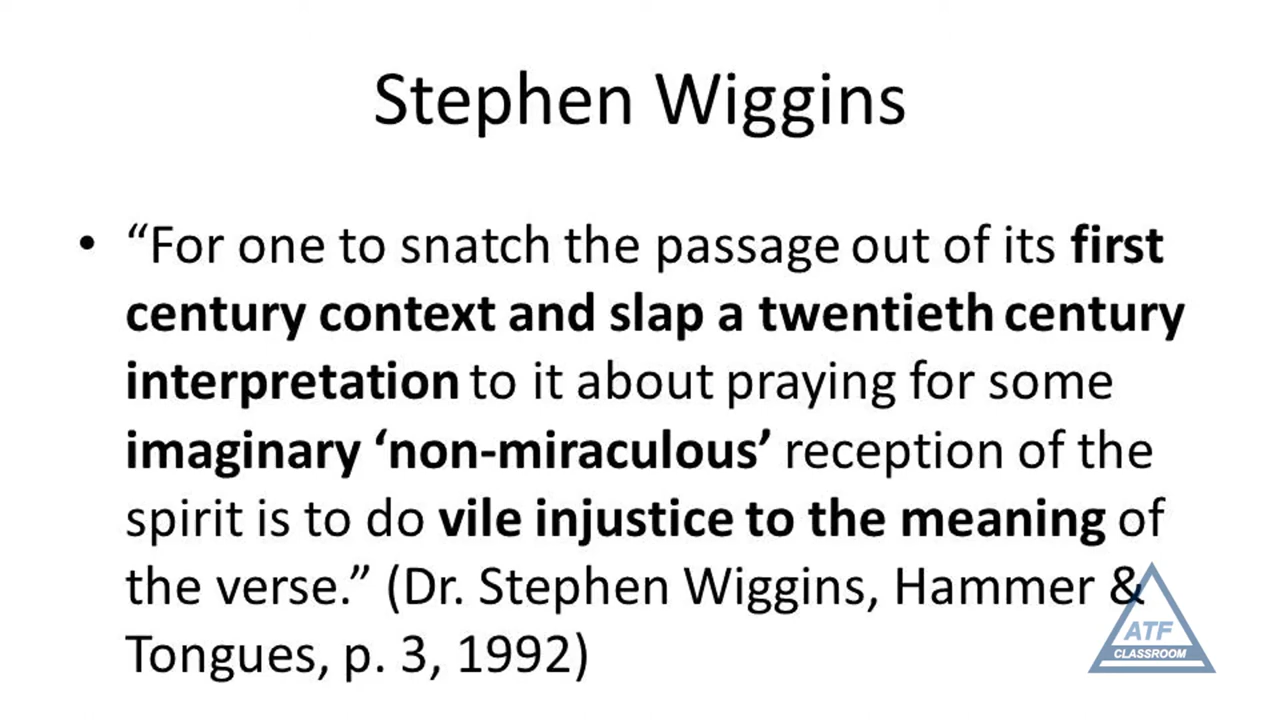 Stephen Wiggins
• “For one to snatch the passage out of its first
century context and slap a twentieth century
interpretation to it about praying for some
imaginary ‘non-miraculous’ reception of the
spirit is to do vile injustice to the meaning of
the verse.” (Dr. Stephen Wiggins, Hammer &
Tongues, p. 3, 1992)
ATF
CLASSROOM